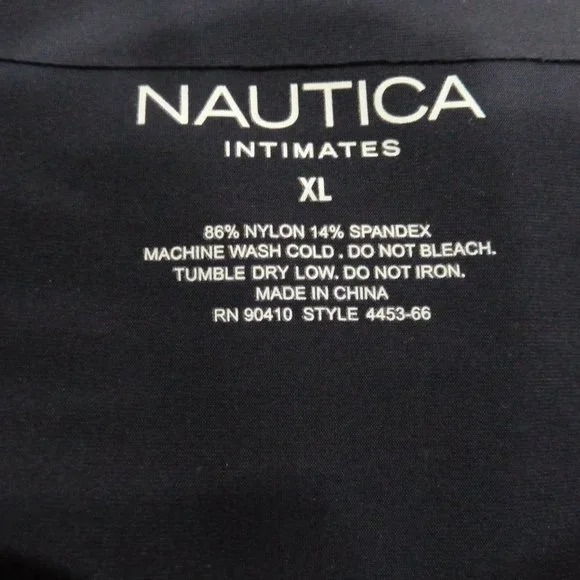 NAUTICA
INTIMATES
XL
86% NYLON 14% SPANDEX
MACHINE WASH COLD. DO NOT BLEACH.
TUMBLE DRY LOW. DO NOT IRON.
MADE IN CHINA
RN 90410 STYLE 4453-66